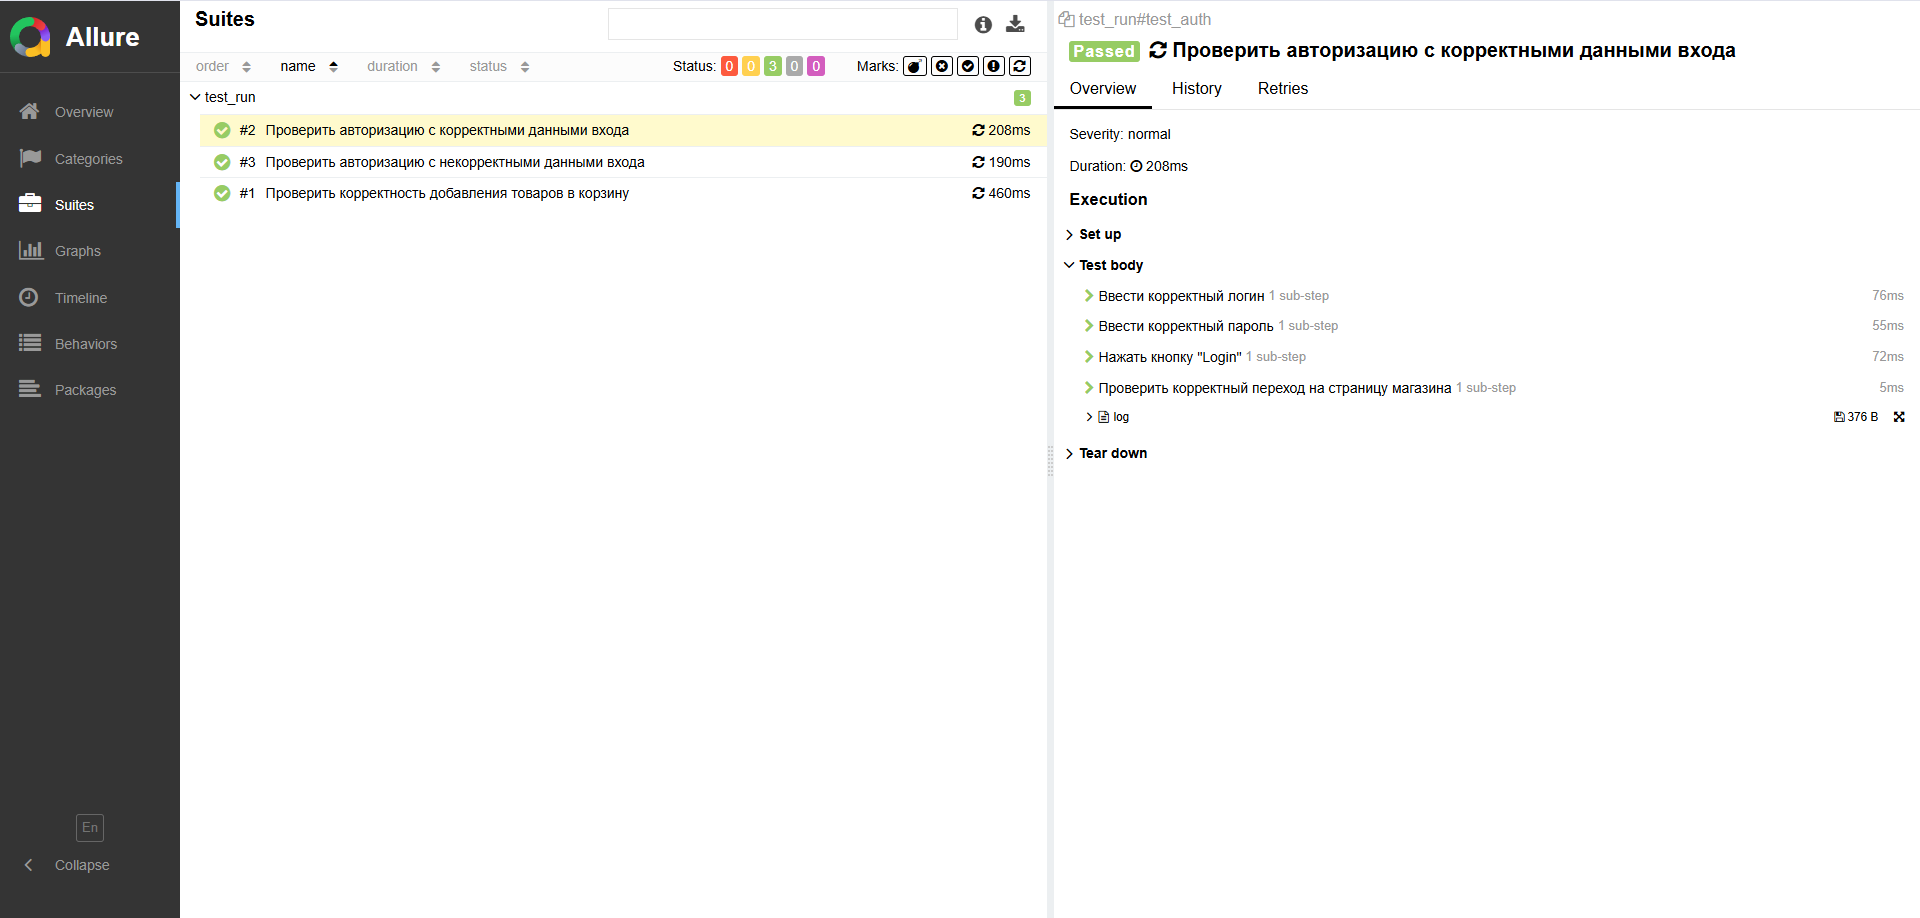 Allure
Overview
Categories
Suites
Graphs
Timeline
Behaviors
Packages
En
Collapse
Suites
order name duration status Status: 0 0 3 0 0 Marks:
test_run 3
#2 Проверить авторизацию с корректными данными входа 208ms
#3 Проверить авторизацию с некорректными данными входа 190ms
#1 Проверить корректность добавления товаров в корзину 460ms
test_run#test_auth
Passed Проверить авторизацию с корректными данными входа
Overview History Retries
Severity: normal
Duration: 208ms
Execution
Set up
Test body
Ввести корректный логин 1 sub-step 76ms
Ввести корректный пароль 1 sub-step 55ms
Нажать кнопку "Login" 1 sub-step 72ms
Проверить корректный переход на страницу магазина 1 sub-step 5ms
log 376 B
Tear down